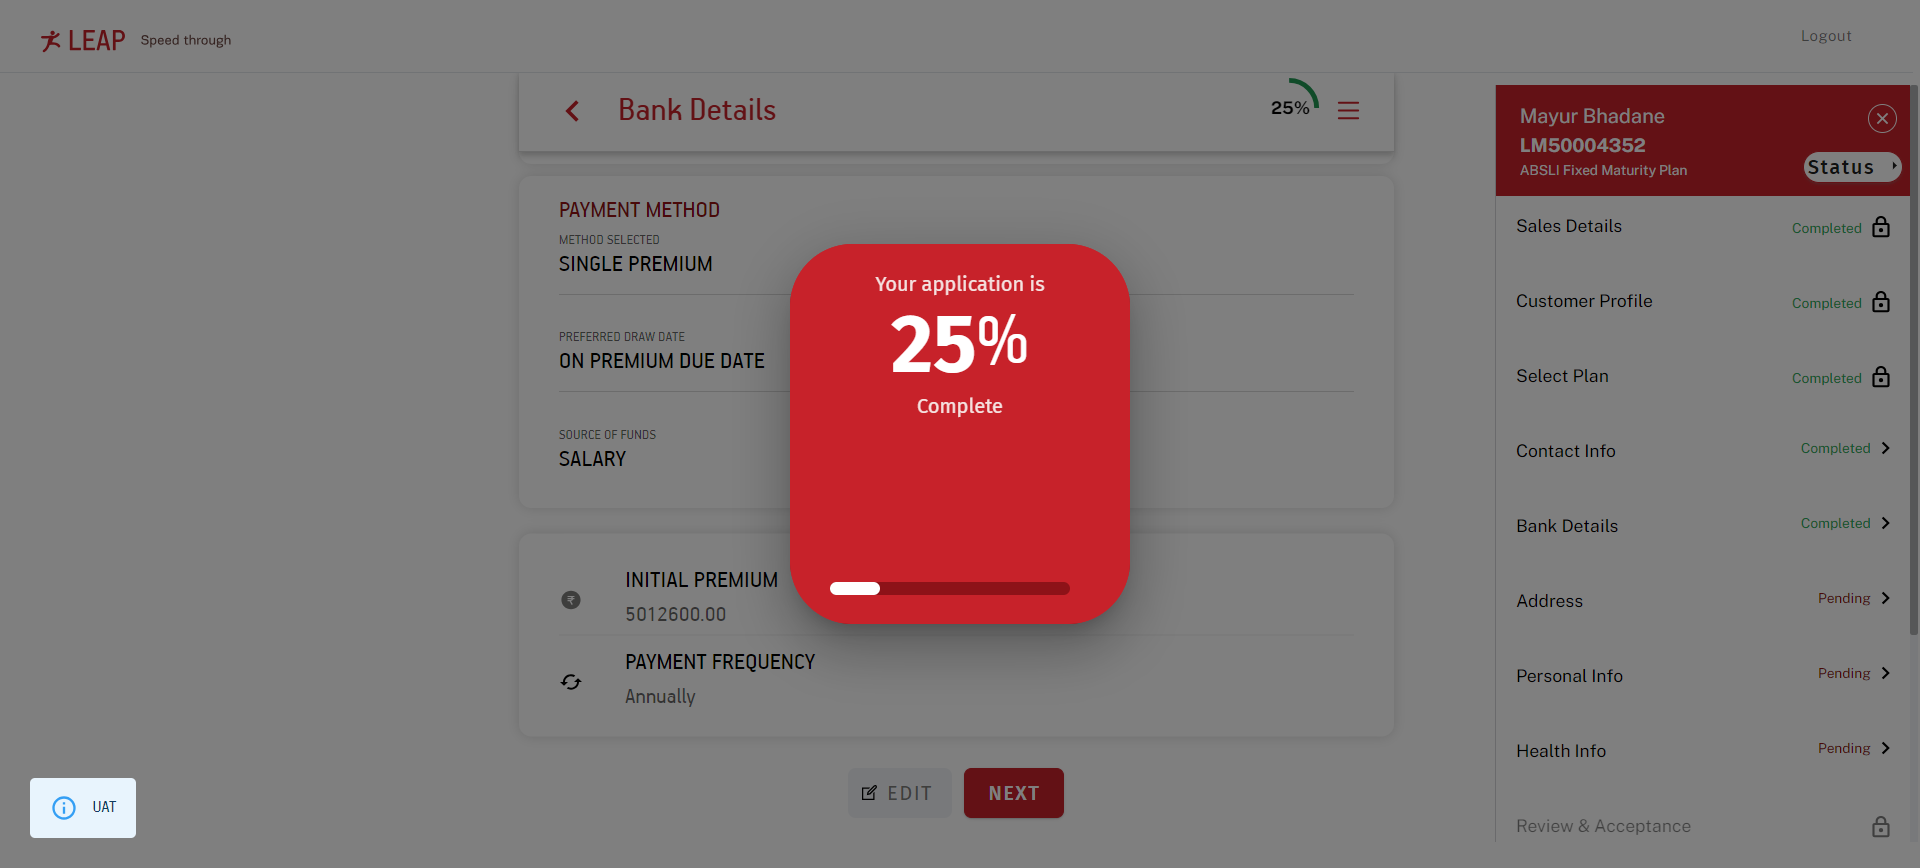 LEAP Speed through
Logout
Bank Details
25%
PAYMENT METHOD
METHOD SELECTED
SINGLE PREMIUM
PREFERRED DRAW DATE
ON PREMIUM DUE DATE
SOURCE OF FUNDS
SALARY
INITIAL PREMIUM
5012600.00
PAYMENT FREQUENCY
Annually
EDIT
NEXT
Your application is
25%
Complete
Mayur Bhadane
LM50004352
ABSLI Fixed Maturity Plan
Status
Sales Details Completed
Customer Profile Completed
Select Plan Completed
Contact Info Completed
Bank Details Completed
Address Pending
Personal Info Pending
Health Info Pending
Review & Acceptance
UAT